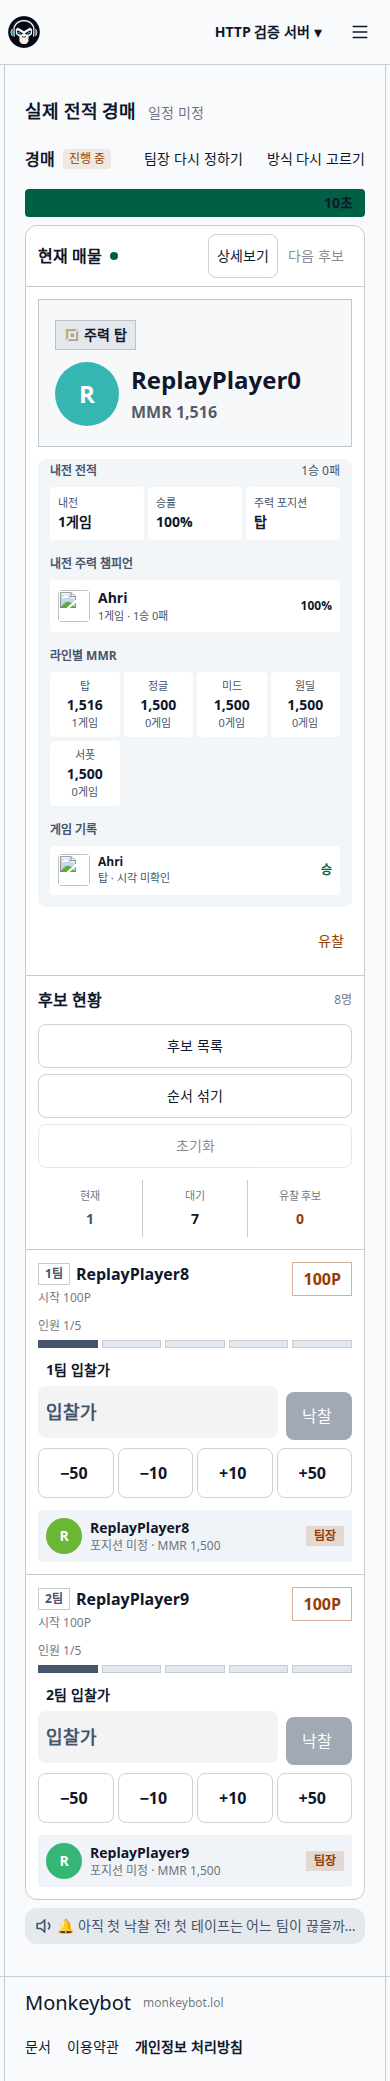 HTTP 검증 서버 ▾
실제 전적 경매 일정 미정
경매 진행 중 팀장 다시 정하기 방식 다시 고르기
10초
현재 매물 상세보기 다음 후보
주력 탑
R ReplayPlayer0
MMR 1,516
내전 전적 1승 0패
내전 승률 주력 포지션
1게임 100% 탑
내전 주력 챔피언
Ahri 100%
1게임 · 1승 0패
라인별 MMR
탑 정글 미드 원딜
1,516 1,500 1,500 1,500
1게임 0게임 0게임 0게임
서폿
1,500
0게임
게임 기록
Ahri 승
탑 · 시각 미확인
유찰
후보 현황 8명
후보 목록
순서 섞기
초기화
현재 대기 유찰 후보
1 7 0
1팀 ReplayPlayer8 100P
시작 100P
인원 1/5
1팀 입찰가
입찰가 낙찰
−50 −10 +10 +50
R ReplayPlayer8 팀장
포지션 미정 · MMR 1,500
2팀 ReplayPlayer9 100P
시작 100P
인원 1/5
2팀 입찰가
입찰가 낙찰
−50 −10 +10 +50
R ReplayPlayer9 팀장
포지션 미정 · MMR 1,500
🔔 아직 첫 낙찰 전! 첫 테이프는 어느 팀이 끊을까…
Monkeybot monkeybot.lol
문서 이용약관 개인정보 처리방침